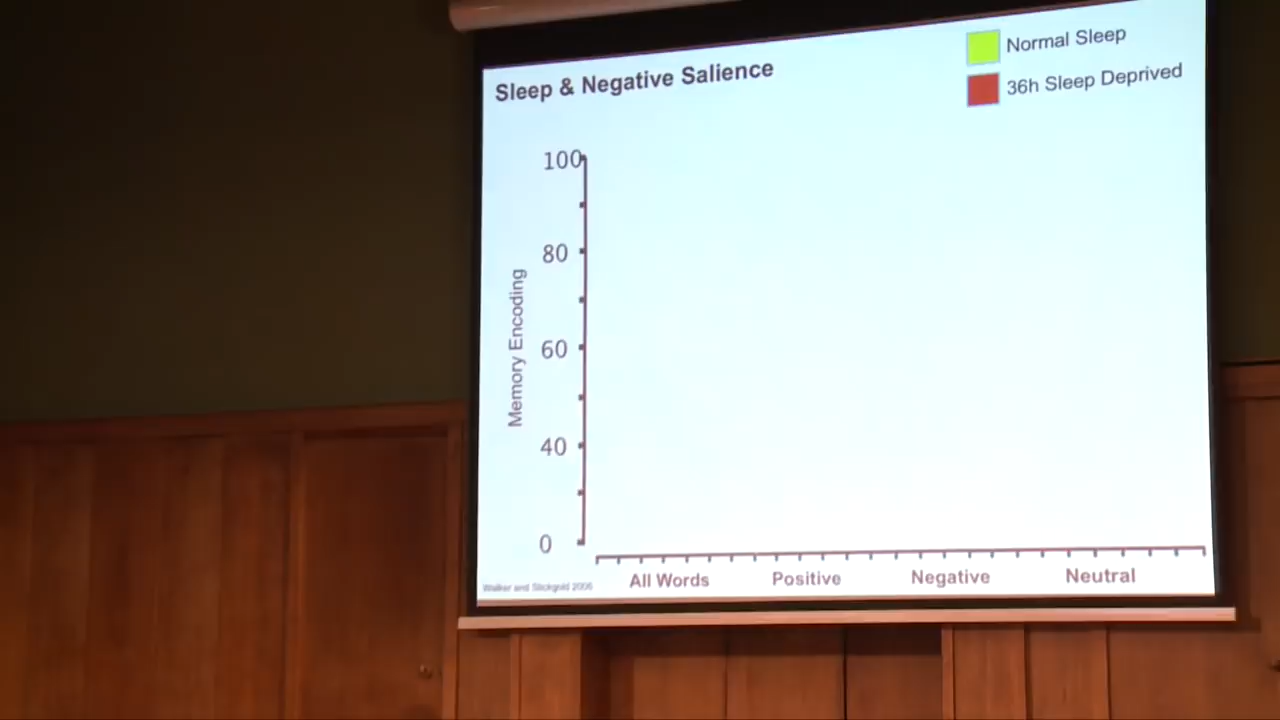 Sleep & Negative Salience
Normal Sleep
36h Sleep Deprived
Memory Encoding
100
80
60
40
0
All Words
Positive
Negative
Neutral
Walker and Stickgold 2006